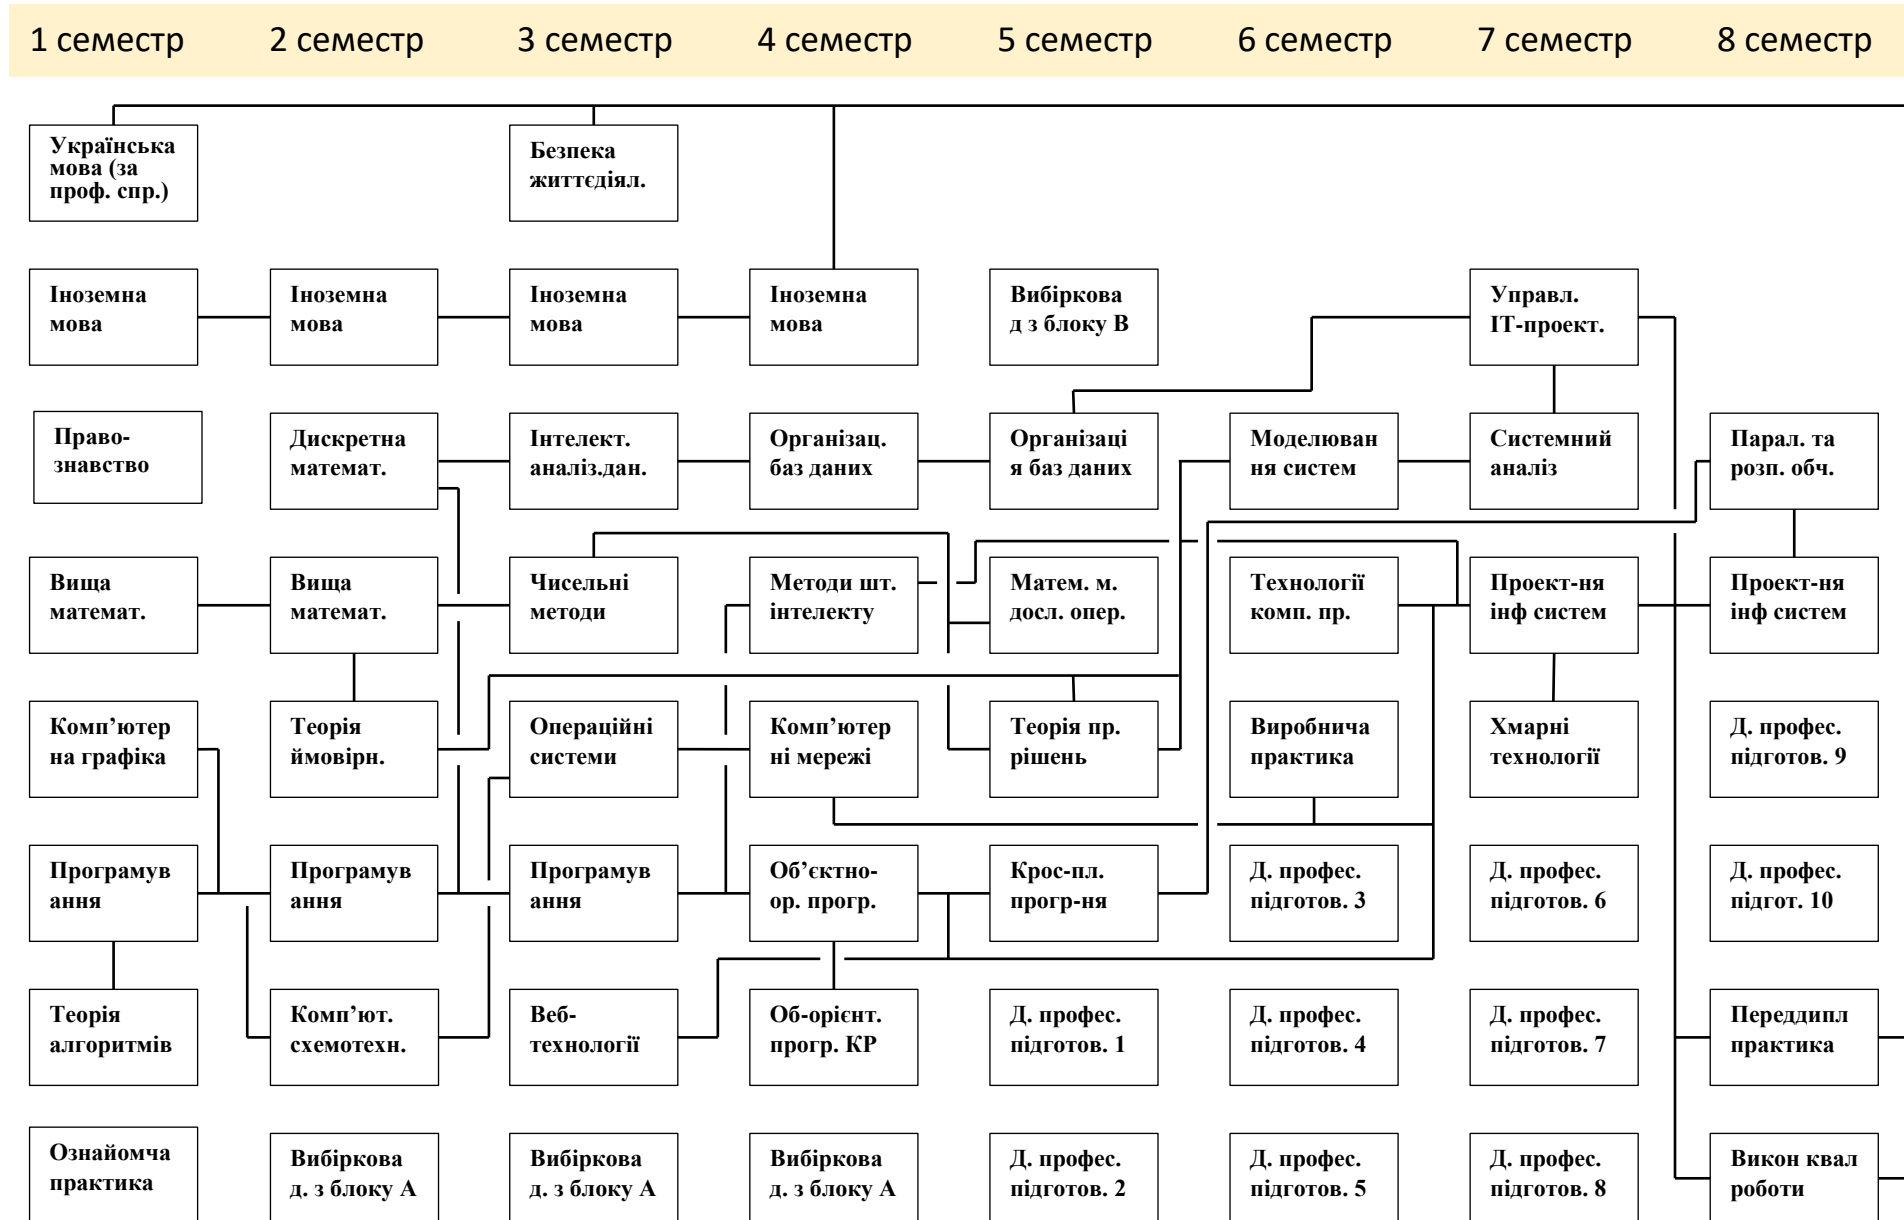 1 семестр
2 семестр
3 семестр
4 семестр
5 семестр
6 семестр
7 семестр
8 семестр
Українська
мова (за
проф. спр.)
Безпека
життєдіял.
Іноземна
мова
Іноземна
мова
Іноземна
мова
Іноземна
мова
Вибіркова
д з блоку В
Управл.
ІТ-проект.
Право-
знавство
Дискретна
математ.
Інтелект.
аналіз.дан.
Організац.
баз даних
Організаці
я баз даних
Моделюван
ня систем
Системний
аналіз
Парал. та
розп. обч.
Вища
математ.
Вища
математ.
Чисельні
методи
Методи шт.
інтелекту
Матем. м.
досл. опер.
Технології
комп. пр.
Проект-ня
інф систем
Проект-ня
інф систем
Комп’ютер
на графіка
Теорія
ймовірн.
Операційні
системи
Комп’ютер
ні мережі
Теорія пр.
рішень
Виробнича
практика
Хмарні
технології
Д. профес.
підготов. 9
Програмув
ання
Програмув
ання
Програмув
ання
Об’єктно-
ор. прогр.
Крос-пл.
прогр-ня
Д. профес.
підготов. 3
Д. профес.
підготов. 6
Д. профес.
підгот. 10
Теорія
алгоритмів
Комп’ют.
схемотехн.
Веб-
технології
Об-орієнт.
прогр. КР
Д. профес.
підготов. 1
Д. профес.
підготов. 4
Д. профес.
підготов. 7
Переддипл
практика
Ознайомча
практика
Вибіркова
д. з блоку А
Вибіркова
д. з блоку А
Вибіркова
д. з блоку А
Д. профес.
підготов. 2
Д. профес.
підготов. 5
Д. профес.
підготов. 8
Викон квал
роботи